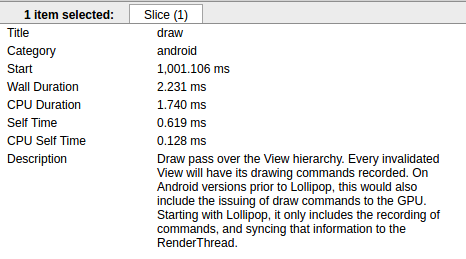 1 item selected: Slice (1)
Title draw
Category android
Start 1,001.106 ms
Wall Duration 2.231 ms
CPU Duration 1.740 ms
Self Time 0.619 ms
CPU Self Time 0.128 ms
Description Draw pass over the View hierarchy. Every invalidated
View will have its drawing commands recorded. On
Android versions prior to Lollipop, this would also
include the issuing of draw commands to the GPU.
Starting with Lollipop, it only includes the recording of
commands, and syncing that information to the
RenderThread.